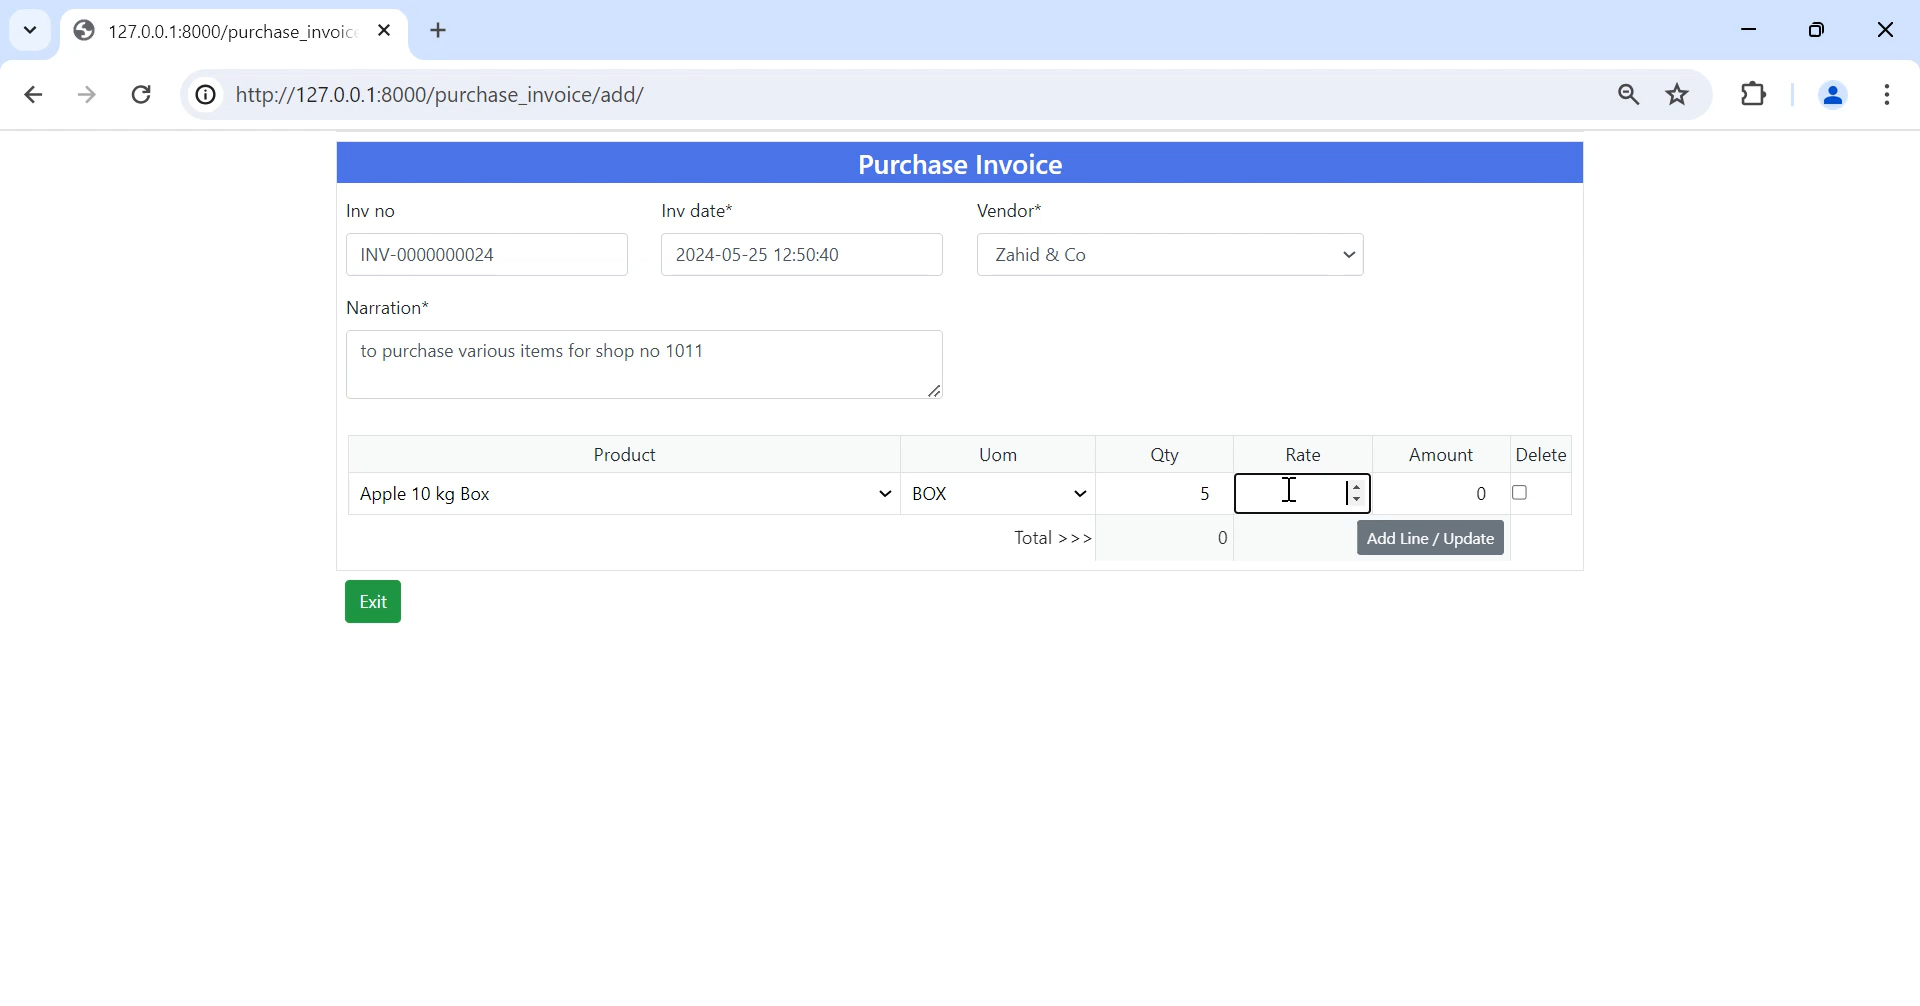 127.0.0.1:8000/purchase_invoice
http://127.0.0.1:8000/purchase_invoice/add/
Purchase Invoice
Inv no Inv date* Vendor*
INV-0000000024 2024-05-25 12:50:40 Zahid & Co
Narration*
to purchase various items for shop no 1011
Product Uom Qty Rate Amount Delete
Apple 10 kg Box BOX 5 0
Total >>> 0 Add Line / Update
Exit